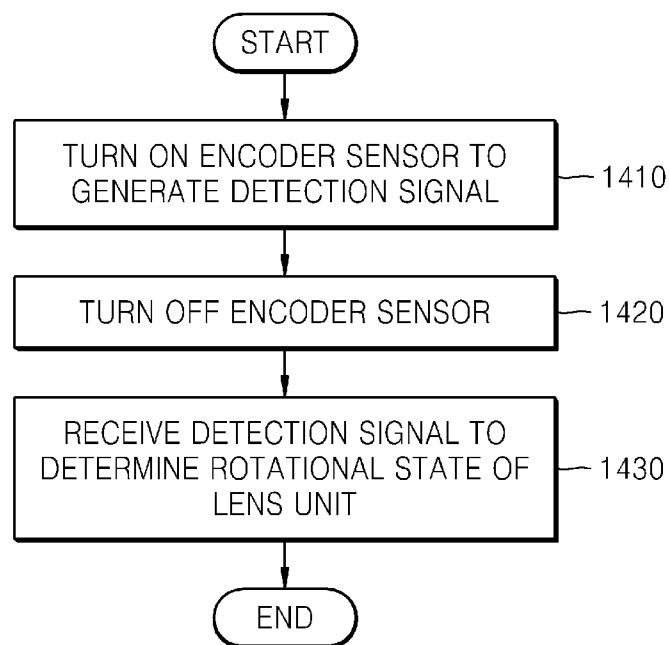 START
TURN ON ENCODER SENSOR TO
GENERATE DETECTION SIGNAL
1410
TURN OFF ENCODER SENSOR
1420
RECEIVE DETECTION SIGNAL TO
DETERMINE ROTATIONAL STATE OF
LENS UNIT
1430
END